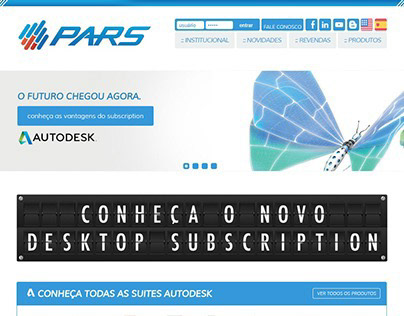 PARS
usuário ••••• entrar FALE CONOSCO
:: INSTITUCIONAL :: NOVIDADES :: REVENDAS :: PRODUTOS
O FUTURO CHEGOU AGORA.
conheça as vantagens do subscription
AUTODESK
CONHEÇA O NOVO
DESKTOP SUBSCRIPTION
CONHEÇA TODAS AS SUITES AUTODESK
VER TODOS OS PRODUTOS